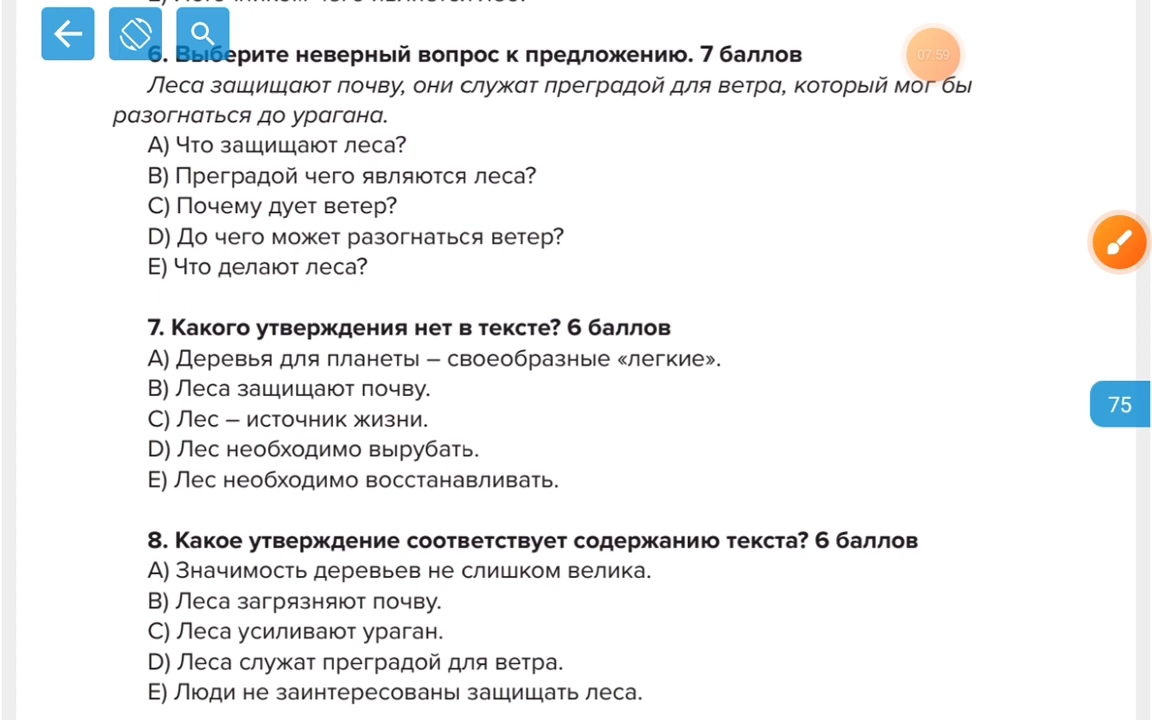 6. Выберите неверный вопрос к предложению. 7 баллов
07:59
Леса защищают почву, они служат преградой для ветра, который мог бы
разогнаться до урагана.
A) Что защищают леса?
B) Преградой чего являются леса?
C) Почему дует ветер?
D) До чего может разогнаться ветер?
E) Что делают леса?
7. Какого утверждения нет в тексте? 6 баллов
A) Деревья для планеты – своеобразные «легкие».
B) Леса защищают почву.
75
C) Лес – источник жизни.
D) Лес необходимо вырубать.
E) Лес необходимо восстанавливать.
8. Какое утверждение соответствует содержанию текста? 6 баллов
A) Значимость деревьев не слишком велика.
B) Леса загрязняют почву.
C) Леса усиливают ураган.
D) Леса служат преградой для ветра.
E) Люди не заинтересованы защищать леса.